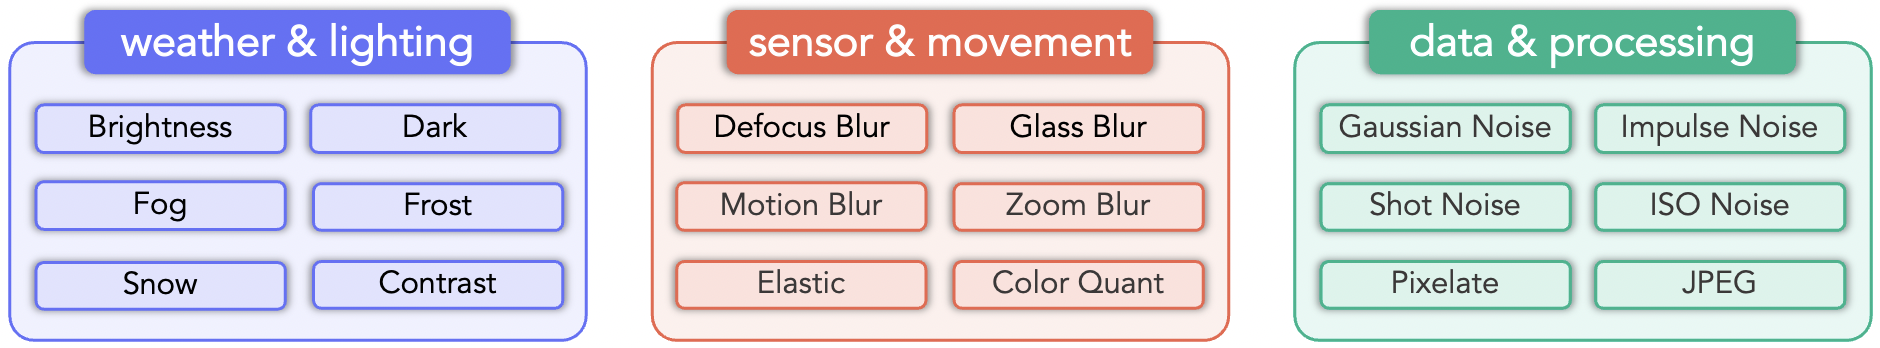 weather & lighting
Brightness
Dark
Fog
Frost
Snow
Contrast
sensor & movement
Defocus Blur
Glass Blur
Motion Blur
Zoom Blur
Elastic
Color Quant
data & processing
Gaussian Noise
Impulse Noise
Shot Noise
ISO Noise
Pixelate
JPEG